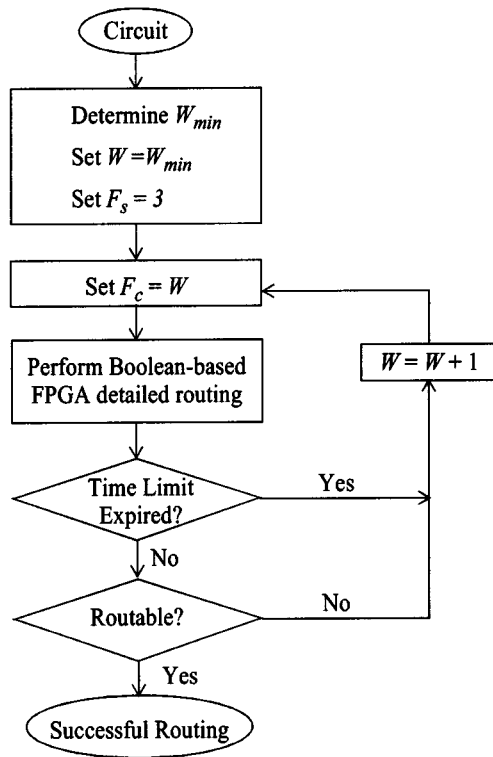 Circuit
Determine W_min
Set W = W_min
Set F_s = 3
Set F_c = W
W = W + 1
Perform Boolean-based
FPGA detailed routing
Time Limit
Expired?
Yes
No
Routable?
No
Yes
Successful Routing